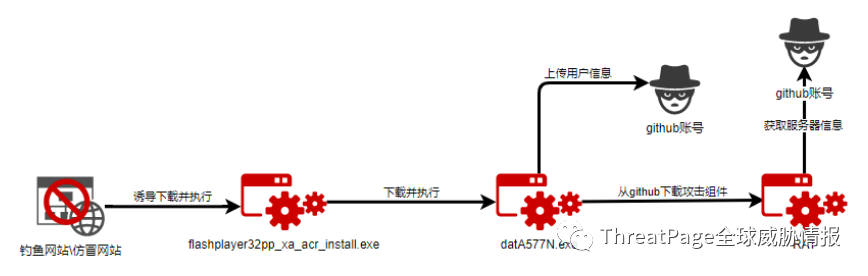 上传用户信息
github账号
github账号
获取服务器信息
诱导下载并执行
下载并执行
从github下载攻击组件
钓鱼网站\仿冒网站
flashplayer32pp_xa_acr_install.exe
datA577N.exe
RAT
ThreatPage全球威胁情报